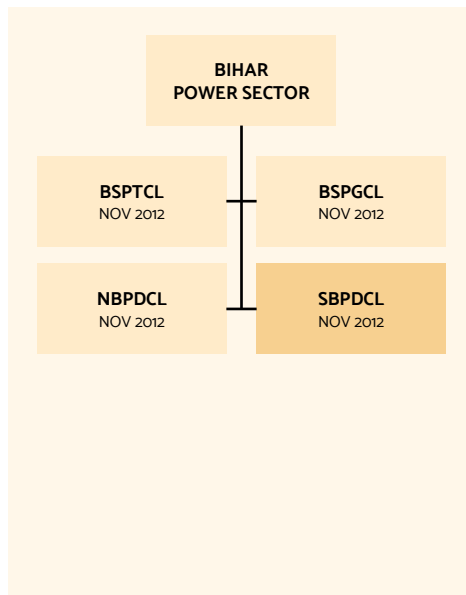 BIHAR
POWER SECTOR
BSPTCL
NOV 2012
BSPGCL
NOV 2012
NBPDCL
NOV 2012
SBPDCL
NOV 2012